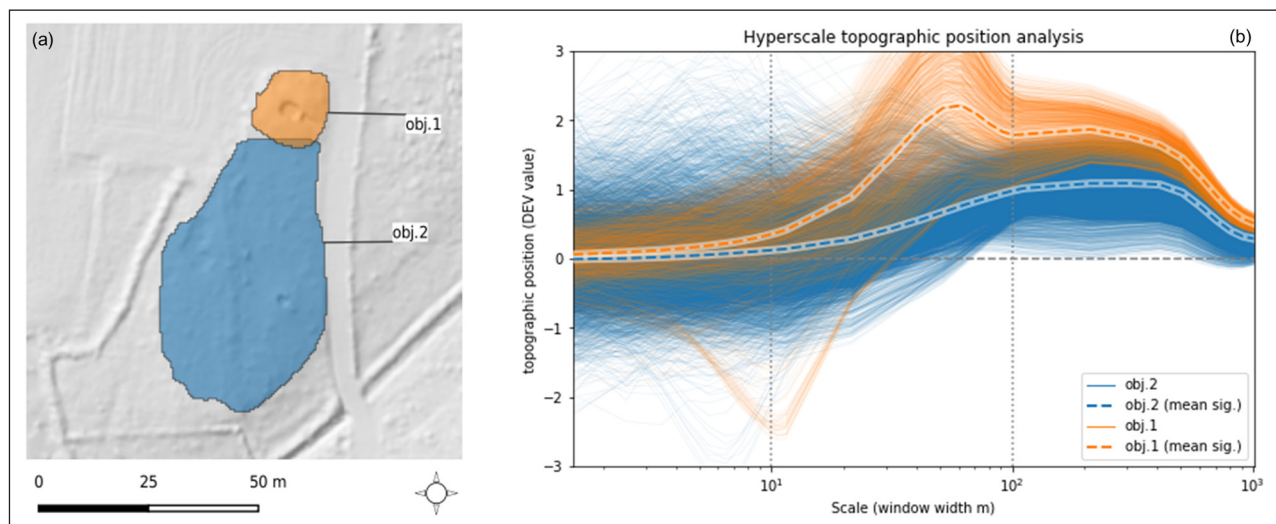 (a)
obj.1
obj.2
0 25 50 m
Hyperscale topographic position analysis
(b)
topographic position (DEV value)
3
2
1
0
−1
−2
−3
obj.2
obj.2 (mean sig.)
obj.1
obj.1 (mean sig.)
10¹ 10² 10³
Scale (window width m)